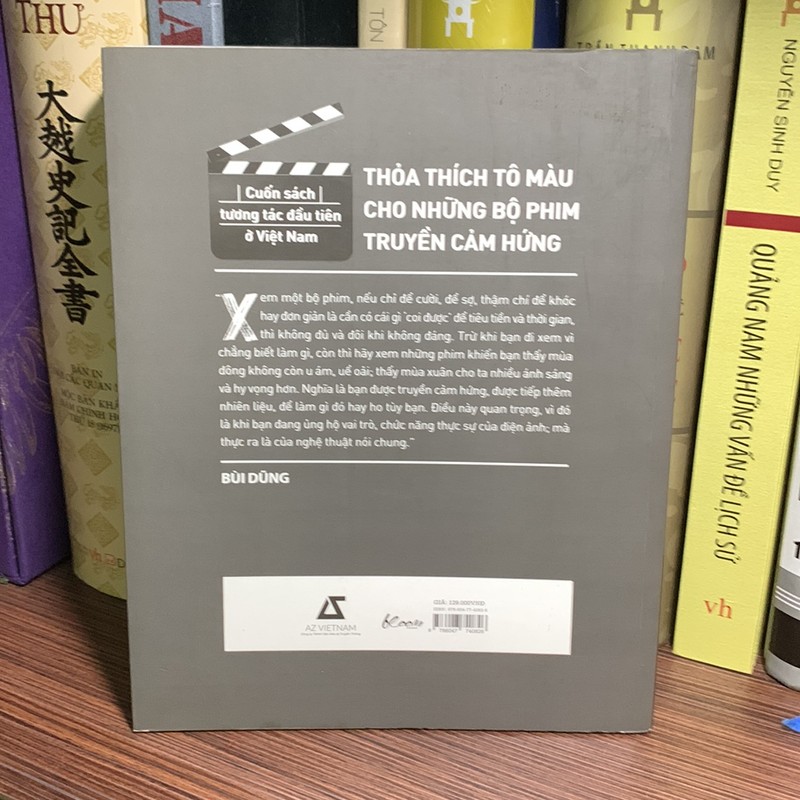 THƯ
大越史記全書
BẢN IN
TÔN
NGUYỄN SINH DUY
QUẢNG NAM NHỮNG VẤN ĐỀ LỊCH SỬ
vh
| Cuốn sách |
tương tác đầu tiên
ở Việt Nam
THỎA THÍCH TÔ MÀU
CHO NHỮNG BỘ PHIM
TRUYỀN CẢM HỨNG
"Xem một bộ phim, nếu chỉ để cười, để sợ, thậm chí để khóc
hay đơn giản là cần có cái gì "coi được" để tiêu tiền và thời gian,
thì không đủ và đôi khi không đáng. Trừ khi bạn đi xem vì
chẳng biết làm gì, còn thì hãy xem những phim khiến bạn thấy mùa
đông không còn u ám, uể oải; thấy mùa xuân cho ta nhiều ánh sáng
và hy vọng hơn. Nghĩa là bạn được truyền cảm hứng, được tiếp thêm
nhiên liệu, để làm gì đó hay ho tùy bạn. Điều này quan trọng, vì đó
là khi bạn đang ủng hộ vai trò, chức năng thực sự của điện ảnh; mà
thực ra là của nghệ thuật nói chung."
BÙI DŨNG
AZ VIETNAM
GIÁ: 139.000VNĐ